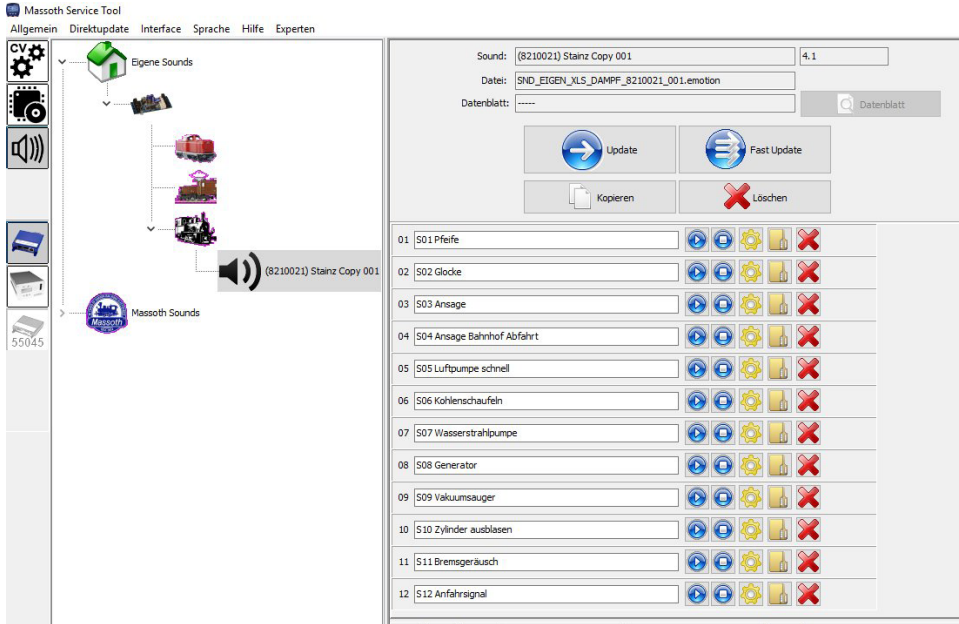 Massoth Service Tool
Allgemein Direktupdate Interface Sprache Hilfe Experten
CV
Eigene Sounds
(8210021) Stainz Copy 001
Massoth
Massoth Sounds
55045
Sound: (8210021) Stainz Copy 001 4.1
Datei: SND_EIGEN_XLS_DAMPF_8210021_001.emotion
Datenblatt: ----- Datenblatt
Update Fast Update
Kopieren Löschen
01 S01 Pfeife
02 S02 Glocke
03 S03 Ansage
04 S04 Ansage Bahnhof Abfahrt
05 S05 Luftpumpe schnell
06 S06 Kohlenschaufeln
07 S07 Wasserstrahlpumpe
08 S08 Generator
09 S09 Vakuumsauger
10 S10 Zylinder ausblasen
11 S11 Bremsgeräusch
12 S12 Anfahrsignal